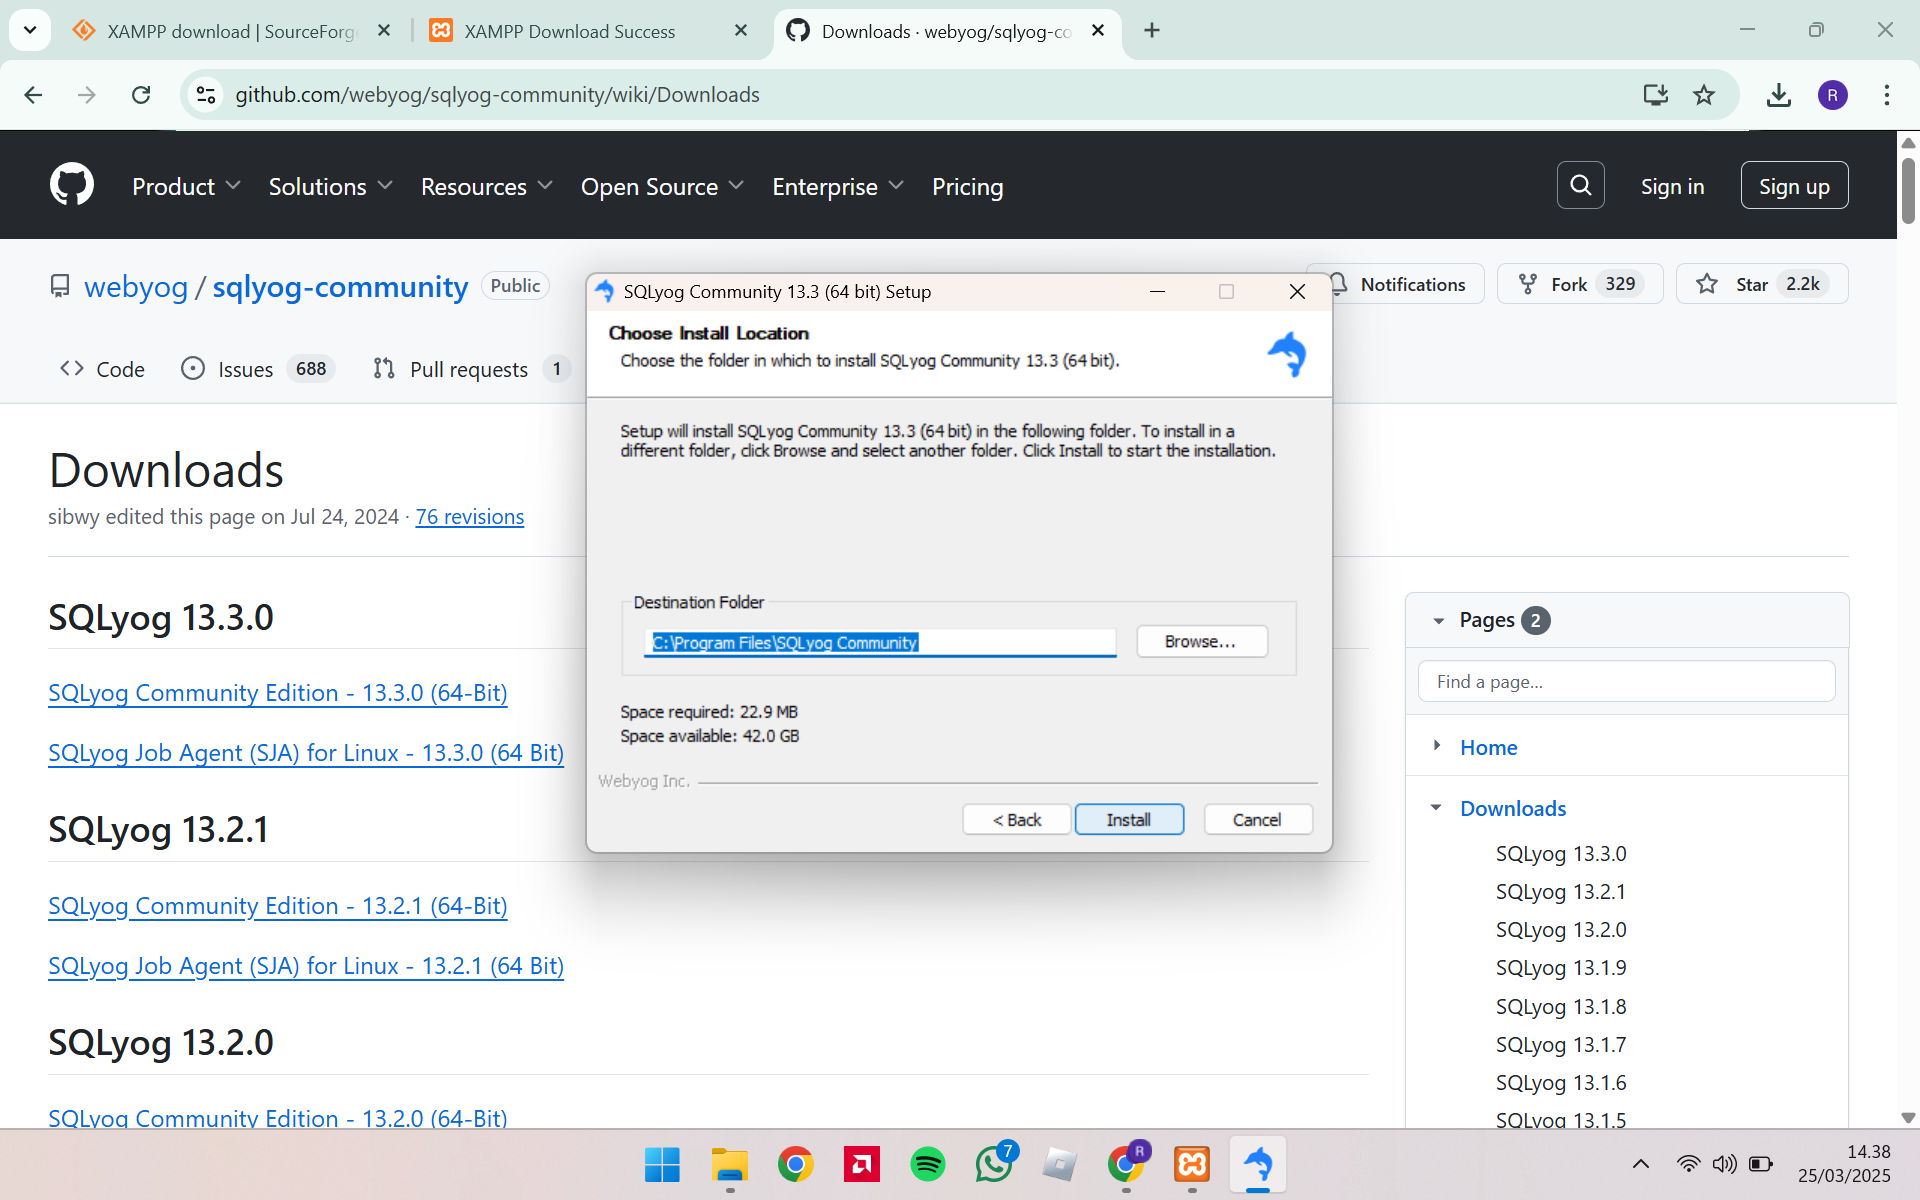 XAMPP download | SourceForge
XAMPP Download Success
Downloads · webyog/sqlyog-co
github.com/webyog/sqlyog-community/wiki/Downloads
R
Product
Solutions
Resources
Open Source
Enterprise
Pricing
Sign in
Sign up
webyog / sqlyog-community
Public
Notifications
Fork 329
Star 2.2k
Code
Issues 688
Pull requests 1
SQLyog Community 13.3 (64 bit) Setup
Choose Install Location
Choose the folder in which to install SQLyog Community 13.3 (64 bit).
Setup will install SQLyog Community 13.3 (64 bit) in the following folder. To install in a
different folder, click Browse and select another folder. Click Install to start the installation.
Destination Folder
C:\Program Files\SQLyog Community
Browse...
Space required: 22.9 MB
Space available: 42.0 GB
Webyog Inc.
< Back
Install
Cancel
Downloads
sibwy edited this page on Jul 24, 2024 · 76 revisions
SQLyog 13.3.0
SQLyog Community Edition - 13.3.0 (64-Bit)
SQLyog Job Agent (SJA) for Linux - 13.3.0 (64 Bit)
SQLyog 13.2.1
SQLyog Community Edition - 13.2.1 (64-Bit)
SQLyog Job Agent (SJA) for Linux - 13.2.1 (64 Bit)
SQLyog 13.2.0
SQLyog Community Edition - 13.2.0 (64-Bit)
Pages 2
Find a page...
Home
Downloads
SQLyog 13.3.0
SQLyog 13.2.1
SQLyog 13.2.0
SQLyog 13.1.9
SQLyog 13.1.8
SQLyog 13.1.7
SQLyog 13.1.6
SQLyog 13.1.5
7
R
14.38
25/03/2025